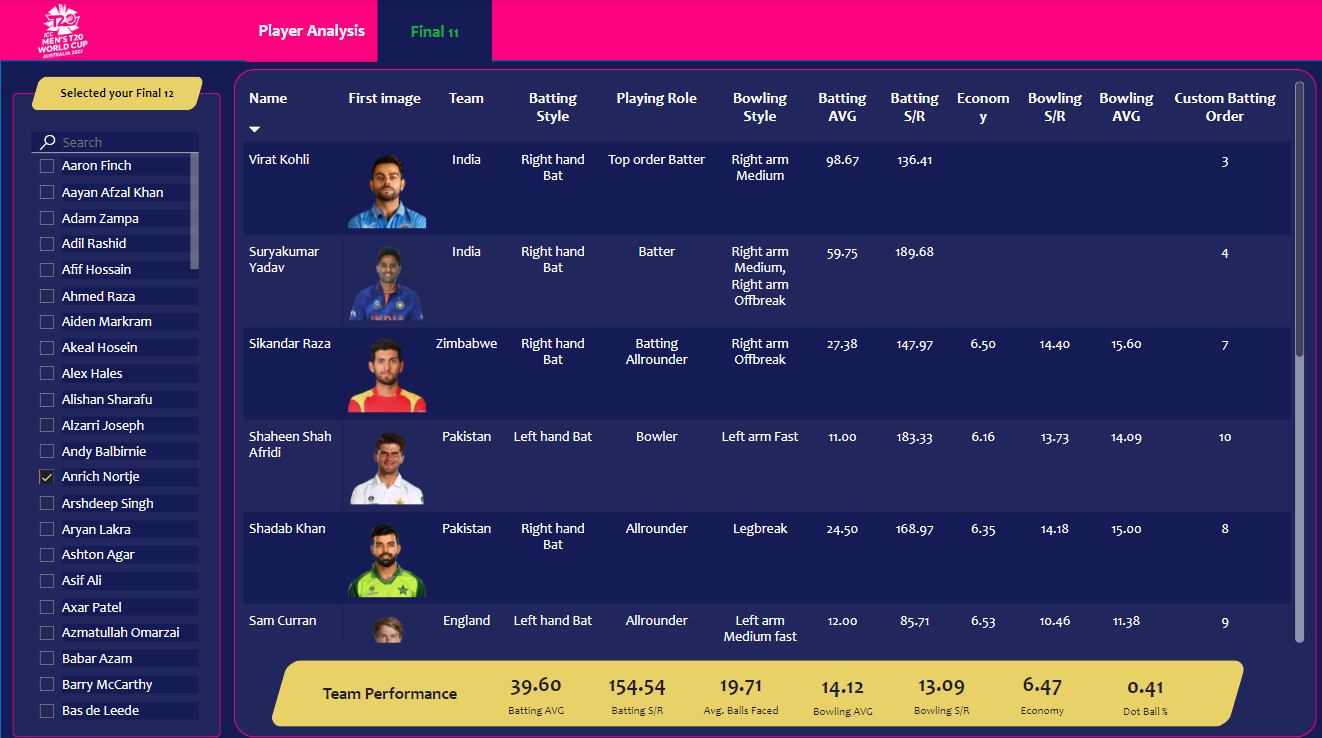 T20
ICC
MEN'S T20
WORLD CUP
AUSTRALIA 2022
Player Analysis
Final 11
Selected your Final 12
Search
Aaron Finch
Aayan Afzal Khan
Adam Zampa
Adil Rashid
Afif Hossain
Ahmed Raza
Aiden Markram
Akeal Hosein
Alex Hales
Alishan Sharafu
Alzarri Joseph
Andy Balbirnie
Anrich Nortje
Arshdeep Singh
Aryan Lakra
Ashton Agar
Asif Ali
Axar Patel
Azmatullah Omarzai
Babar Azam
Barry McCarthy
Bas de Leede
Name First image Team Batting Playing Role Bowling Batting Batting Econom Bowling Bowling Custom Batting
Style Style AVG S/R y S/R AVG Order
Virat Kohli India Right hand Top order Batter Right arm 98.67 136.41 3
Bat Medium
Suryakumar India Right hand Batter Right arm 59.75 189.68 4
Yadav Bat Medium,
Right arm
Offbreak
INDIA
Sikandar Raza Zimbabwe Right hand Batting Right arm 27.38 147.97 6.50 14.40 15.60 7
Bat Allrounder Offbreak
Shaheen Shah Pakistan Left hand Bat Bowler Left arm Fast 11.00 183.33 6.16 13.73 14.09 10
Afridi
Shadab Khan Pakistan Right hand Allrounder Legbreak 24.50 168.97 6.35 14.18 15.00 8
Bat
Sam Curran England Left hand Bat Allrounder Left arm 12.00 85.71 6.53 10.46 11.38 9
Medium fast
Team Performance 39.60 154.54 19.71 14.12 13.09 6.47 0.41
Batting AVG Batting S/R Avg. Balls Faced Bowling AVG Bowling S/R Economy Dot Ball %